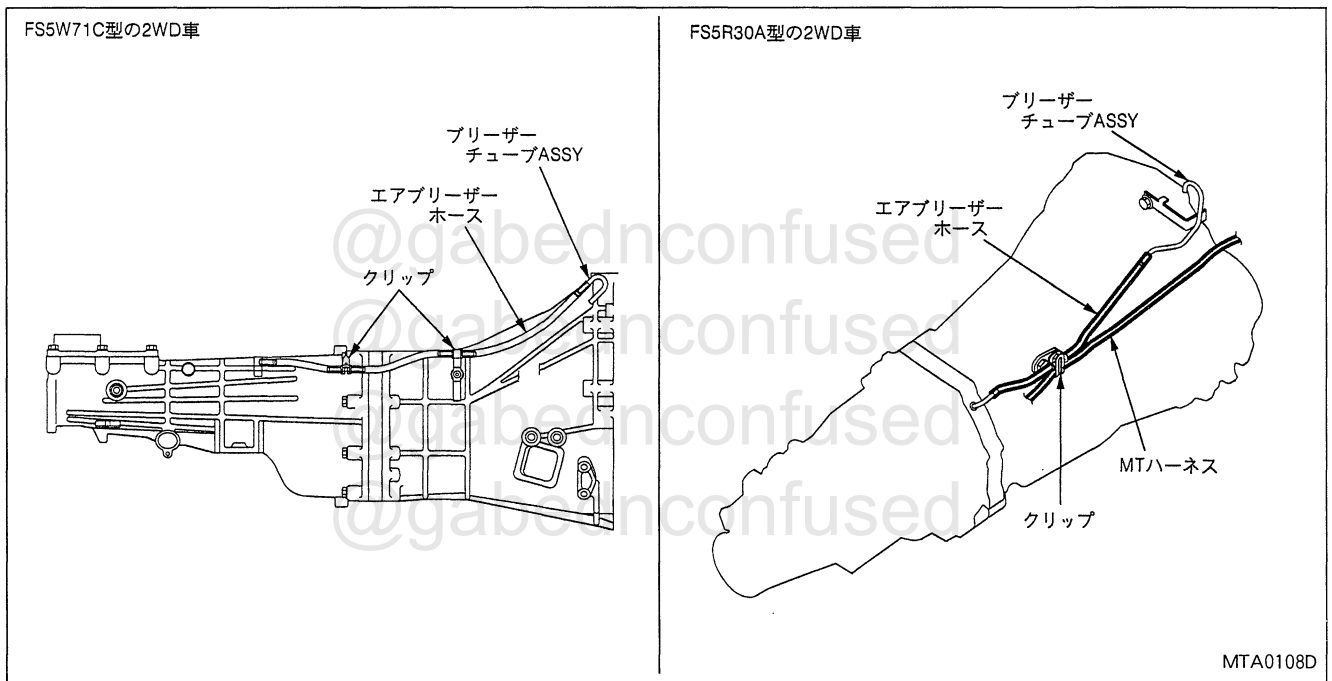 FS5W71C型の2WD車
ブリーザー
チューブASSY
エアブリーザー
ホース
クリップ
FS5R30A型の2WD車
ブリーザー
チューブASSY
エアブリーザー
ホース
MTハーネス
クリップ
MTA0108D
@gabednconfused
@gabednconfused
@gabednconfused
@gabednconfused